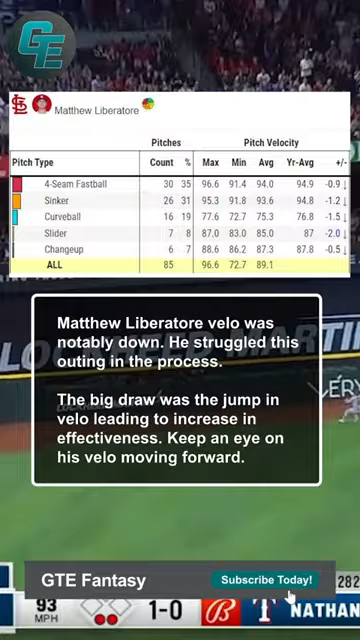 GE
Matthew Liberatore
Pitches Pitch Velocity
Pitch Type Count % Max Min Avg Yr-Avg +/-
4-Seam Fastball 30 35 96.6 91.4 94.0 94.9 -0.9↓
Sinker 26 31 95.3 91.8 93.6 94.8 -1.2↓
Curveball 16 19 77.6 72.7 75.3 76.8 -1.5↓
Slider 7 8 87.0 83.0 85.0 87 -2.0↓
Changeup 6 7 88.6 86.2 87.3 87.8 -0.5↓
ALL 85 96.6 72.7 89.1
LOCKHEED MARTIN
Matthew Liberatore velo was
notably down. He struggled this
outing in the process.
The big draw was the jump in
velo leading to increase in
effectiveness. Keep an eye on
his velo moving forward.
GTE Fantasy
Subscribe Today!
282
93
MPH
1-0
B
T
NATHAN